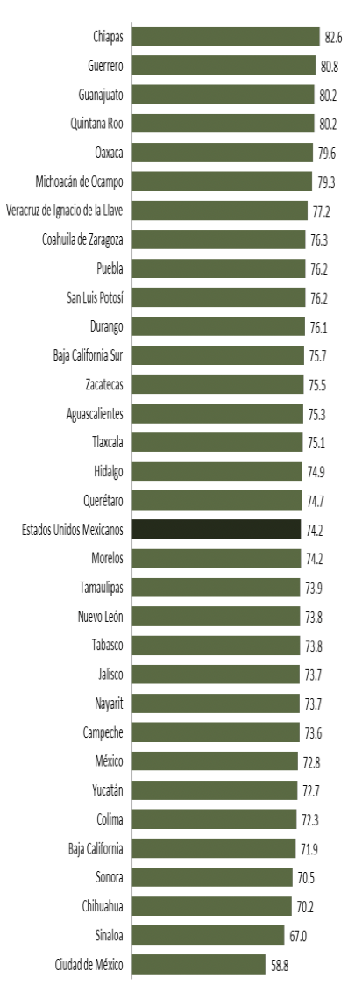 Chiapas 82.6
Guerrero 80.8
Guanajuato 80.2
Quintana Roo 80.2
Oaxaca 79.6
Michoacán de Ocampo 79.3
Veracruz de Ignacio de la Llave 77.2
Coahuila de Zaragoza 76.3
Puebla 76.2
San Luis Potosí 76.2
Durango 76.1
Baja California Sur 75.7
Zacatecas 75.5
Aguascalientes 75.3
Tlaxcala 75.1
Hidalgo 74.9
Querétaro 74.7
Estados Unidos Mexicanos 74.2
Morelos 74.2
Tamaulipas 73.9
Nuevo León 73.8
Tabasco 73.8
Jalisco 73.7
Nayarit 73.7
Campeche 73.6
México 72.8
Yucatán 72.7
Colima 72.3
Baja California 71.9
Sonora 70.5
Chihuahua 70.2
Sinaloa 67.0
Ciudad de México 58.8